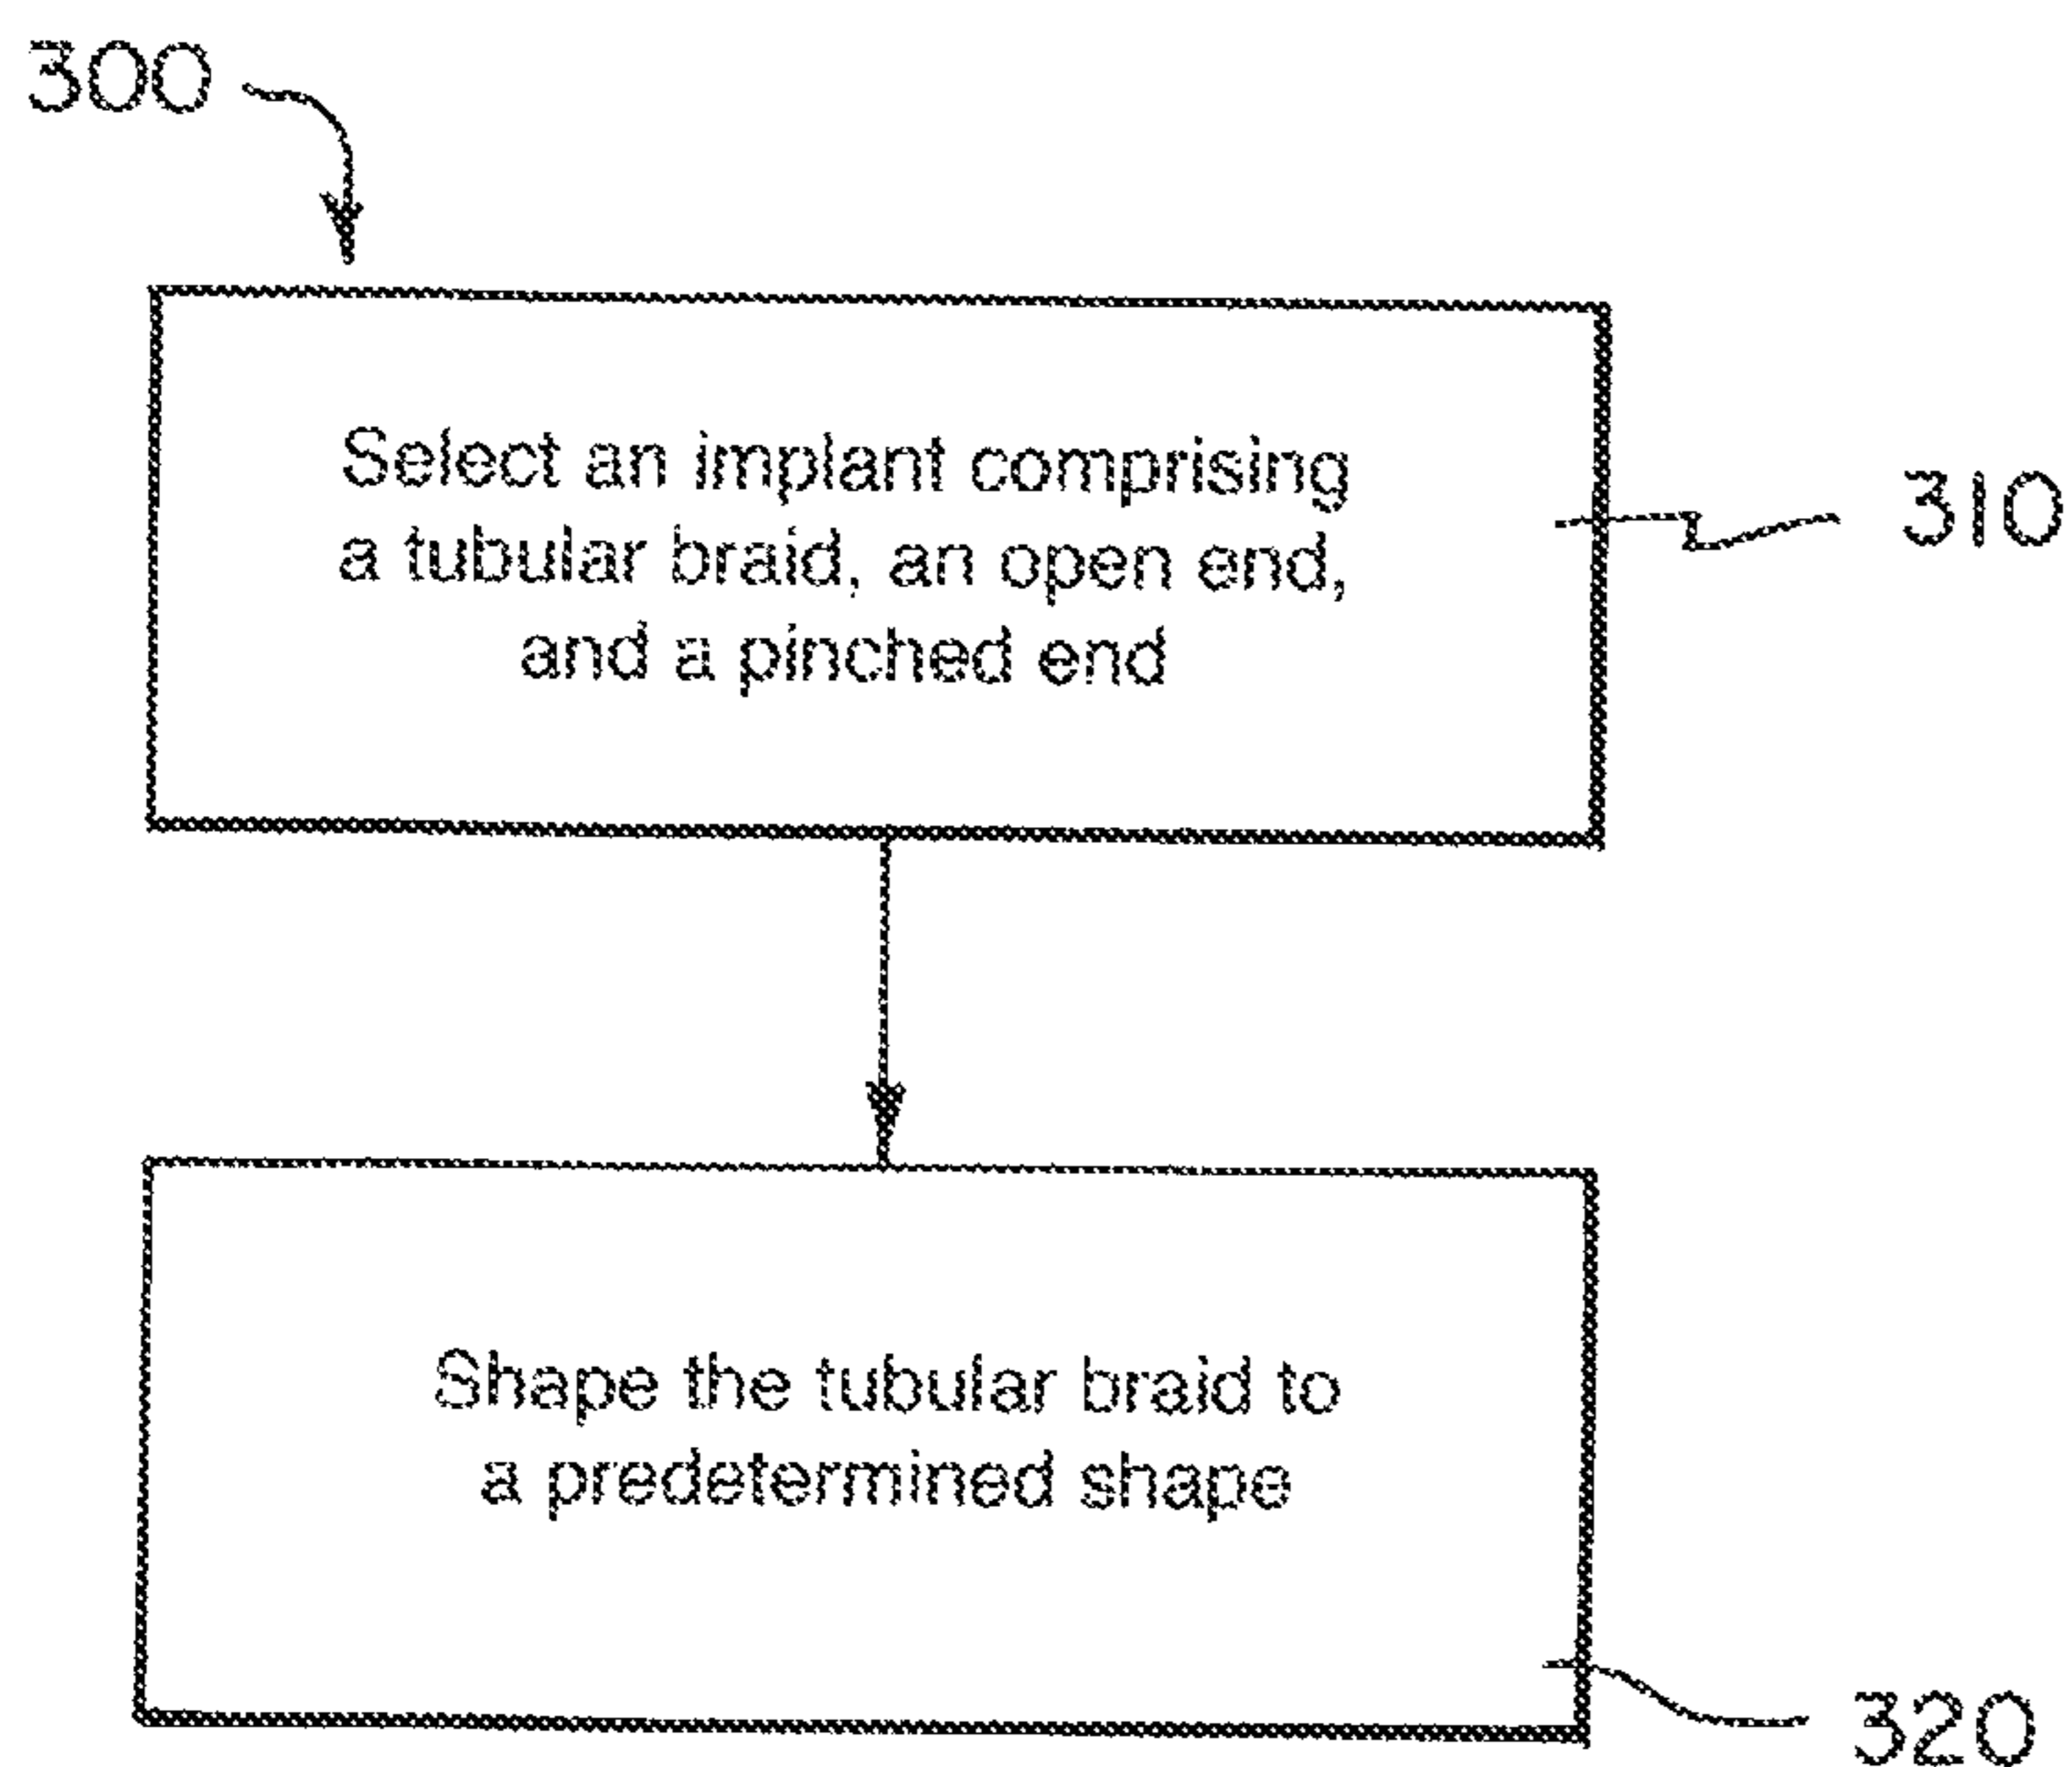 300
Select an implant comprising
a tubular braid, an open end,
and a pinched end
310
Shape the tubular braid to
a predetermined shape
320